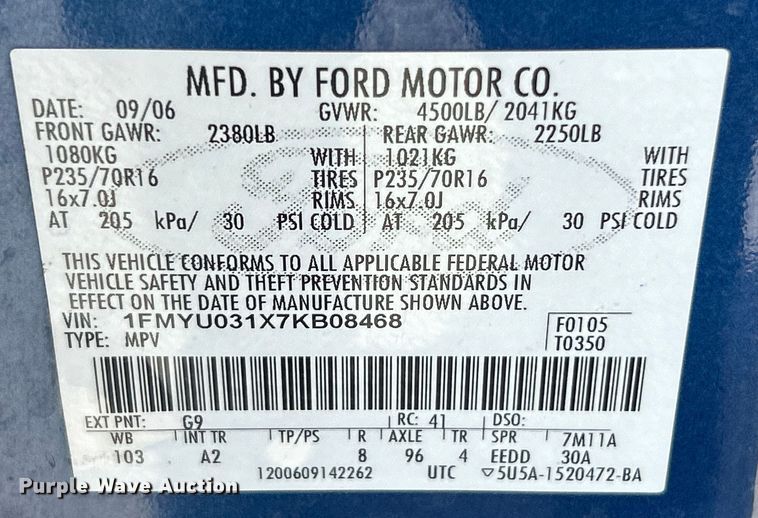 MFD. BY FORD MOTOR CO.
DATE: 09/06 GVWR: 4500LB/ 2041KG
FRONT GAWR: 2380LB REAR GAWR: 2250LB
1080KG WITH 1021KG WITH
P235/70R16 TIRES P235/70R16 TIRES
16x7.0J RIMS 16x7.0J RIMS
AT 205 kPa/ 30 PSI COLD AT 205 kPa/ 30 PSI COLD
THIS VEHICLE CONFORMS TO ALL APPLICABLE FEDERAL MOTOR
VEHICLE SAFETY AND THEFT PREVENTION STANDARDS IN
EFFECT ON THE DATE OF MANUFACTURE SHOWN ABOVE.
VIN: 1FMYU031X7KB08468 F0105
TYPE: MPV T0350
EXT PNT: G9 RC: 41 DSO:
WB INT TR TP/PS R AXLE TR SPR 7M11A
103 A2 8 96 4 EEDD 30A
1200609142262 UTC ▽5U5A-1520472-BA
Purple Wave Auction